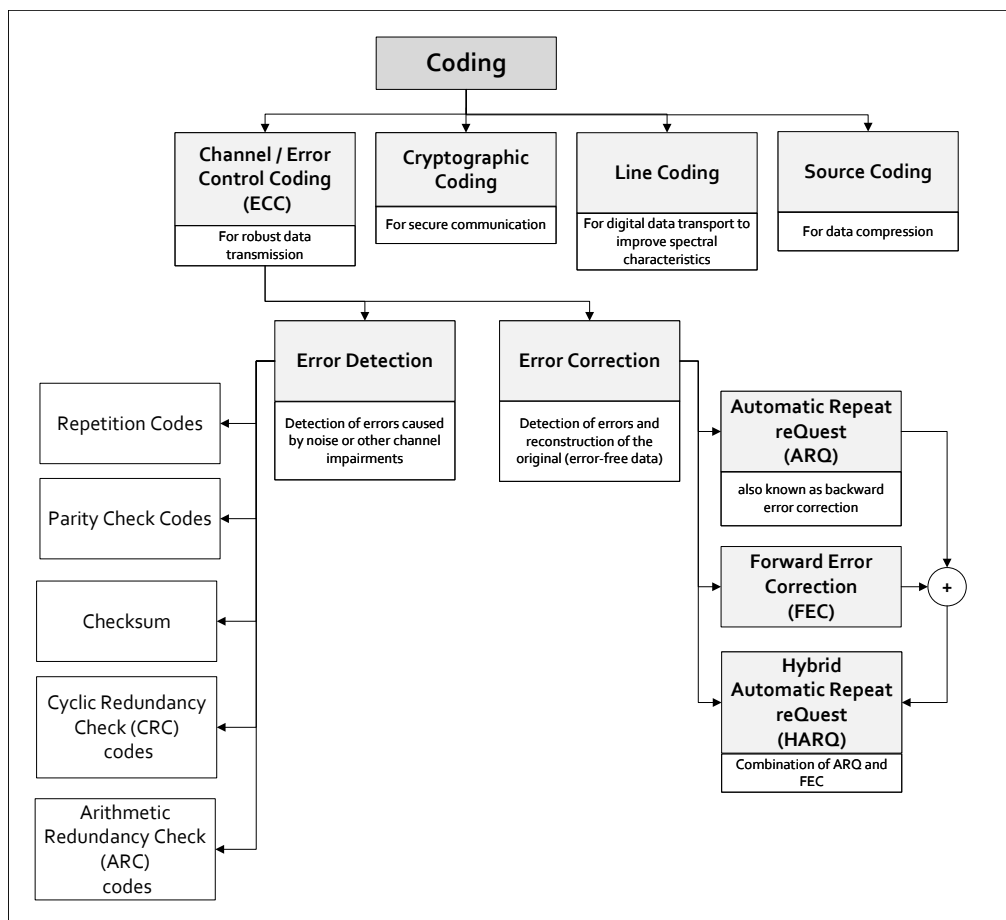 Coding
Channel / Error
Control Coding
(ECC)
For robust data
transmission
Cryptographic
Coding
For secure communication
Line Coding
For digital data transport to
improve spectral
characteristics
Source Coding
For data compression
Error Detection
Detection of errors caused
by noise or other channel
impairments
Error Correction
Detection of errors and
reconstruction of the
original (error-free data)
Repetition Codes
Parity Check Codes
Checksum
Cyclic Redundancy
Check (CRC)
codes
Arithmetic
Redundancy Check
(ARC)
codes
Automatic Repeat
reQuest
(ARQ)
also known as backward
error correction
Forward Error
Correction
(FEC)
+
Hybrid
Automatic Repeat
reQuest
(HARQ)
Combination of ARQ and
FEC